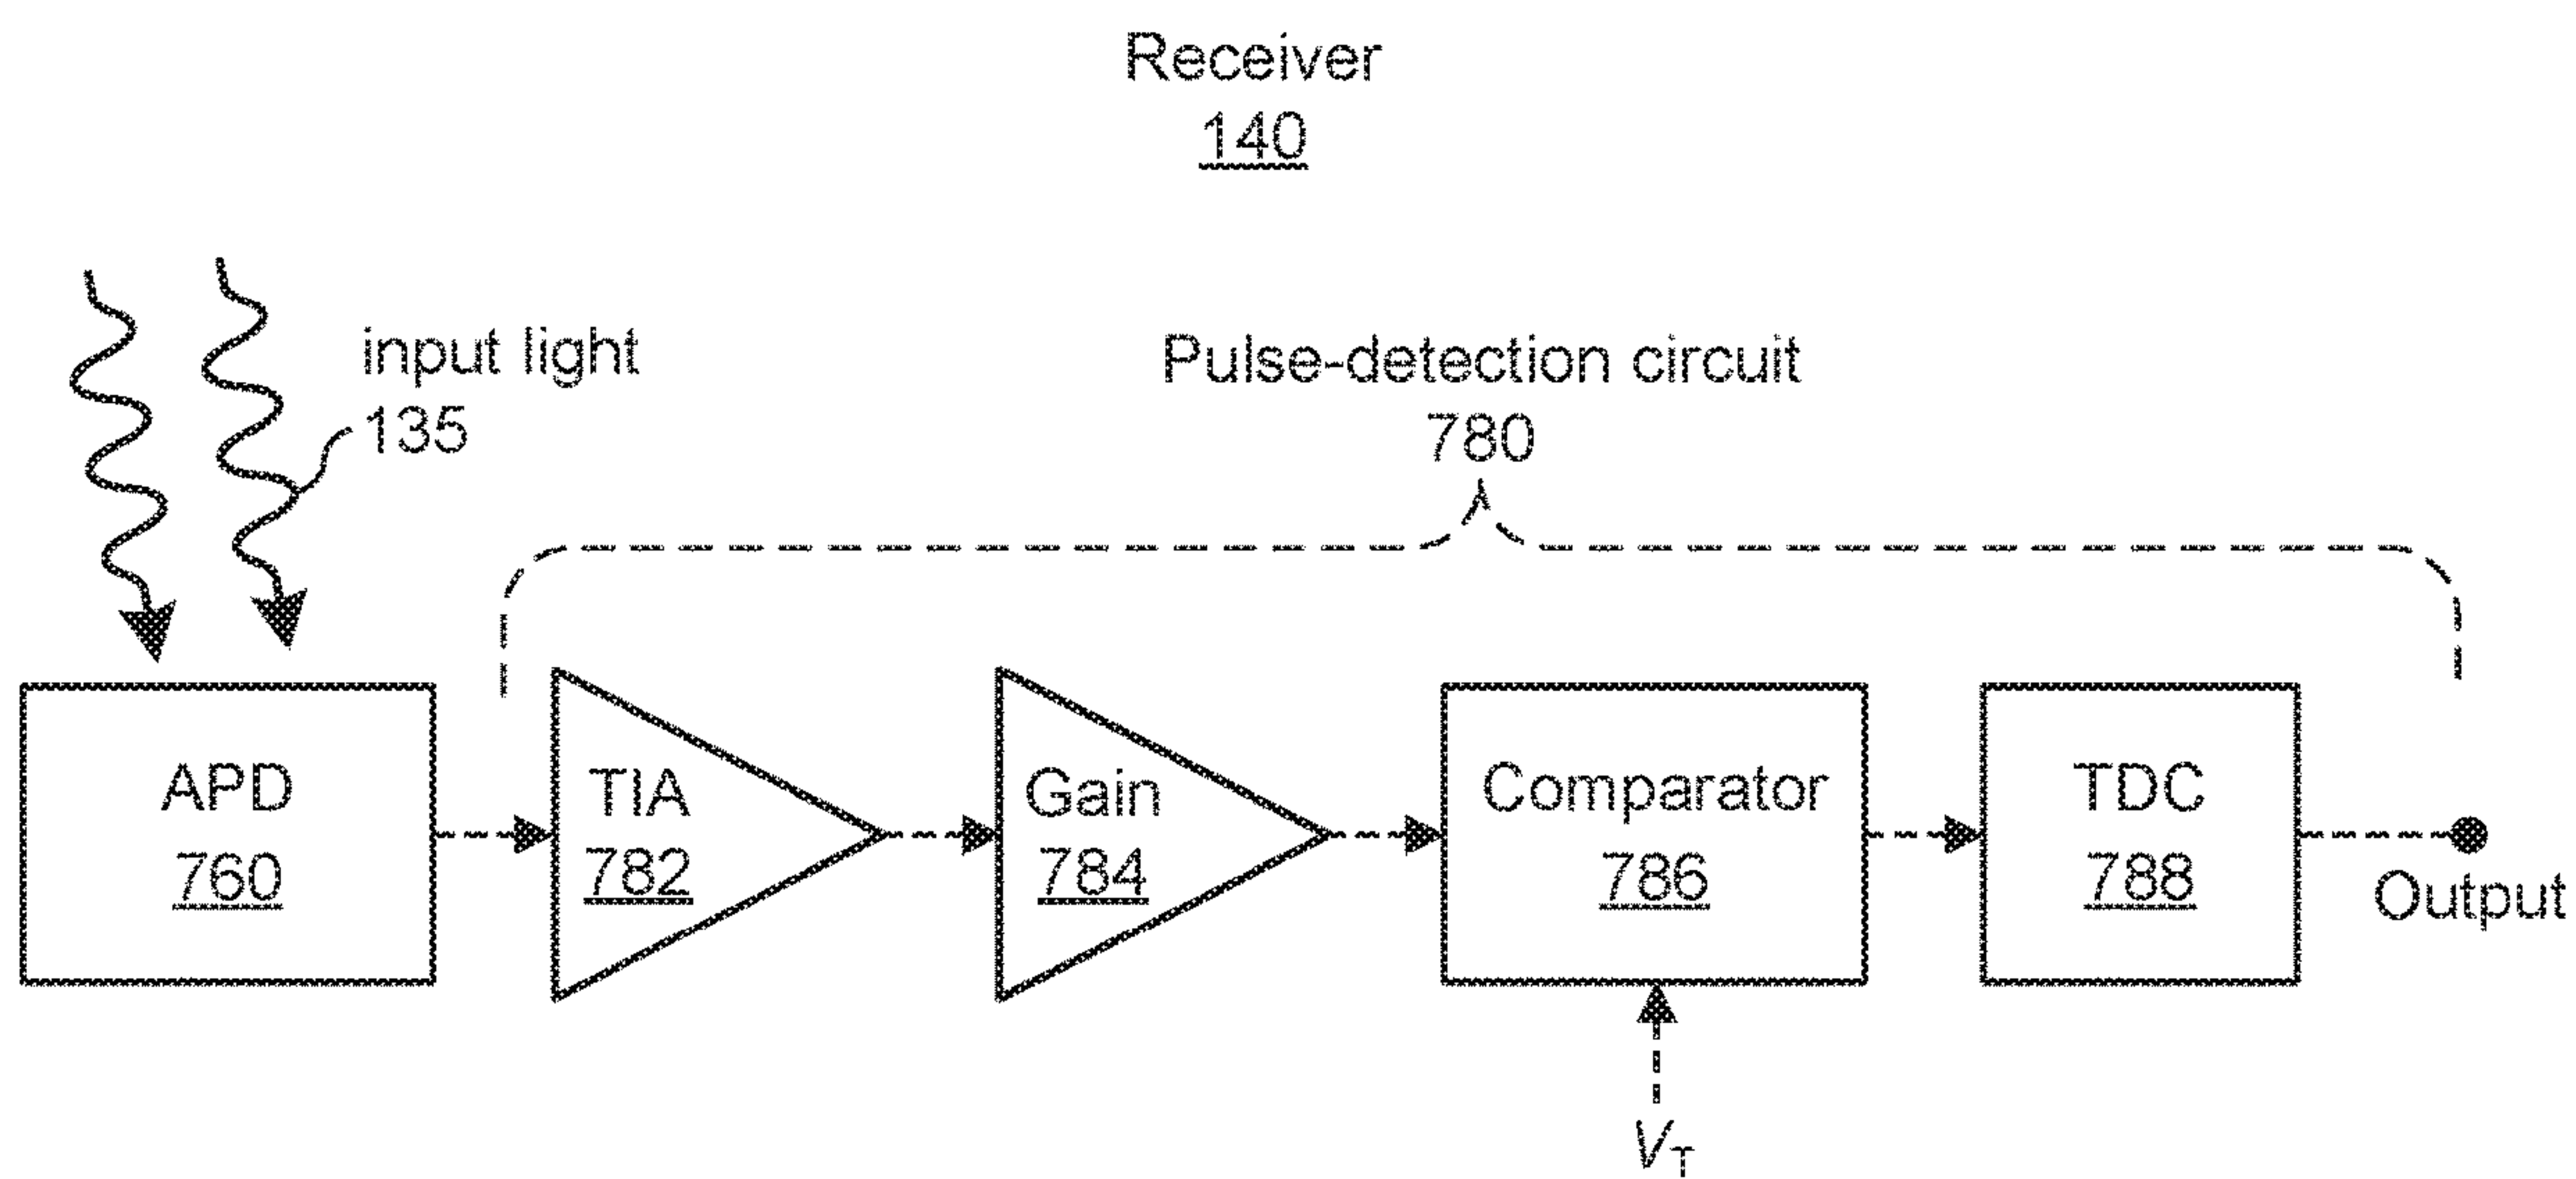 Receiver
140
input light
135
Pulse-detection circuit
780
APD
760
TIA
782
Gain
784
Comparator
786
TDC
788
Output
VT